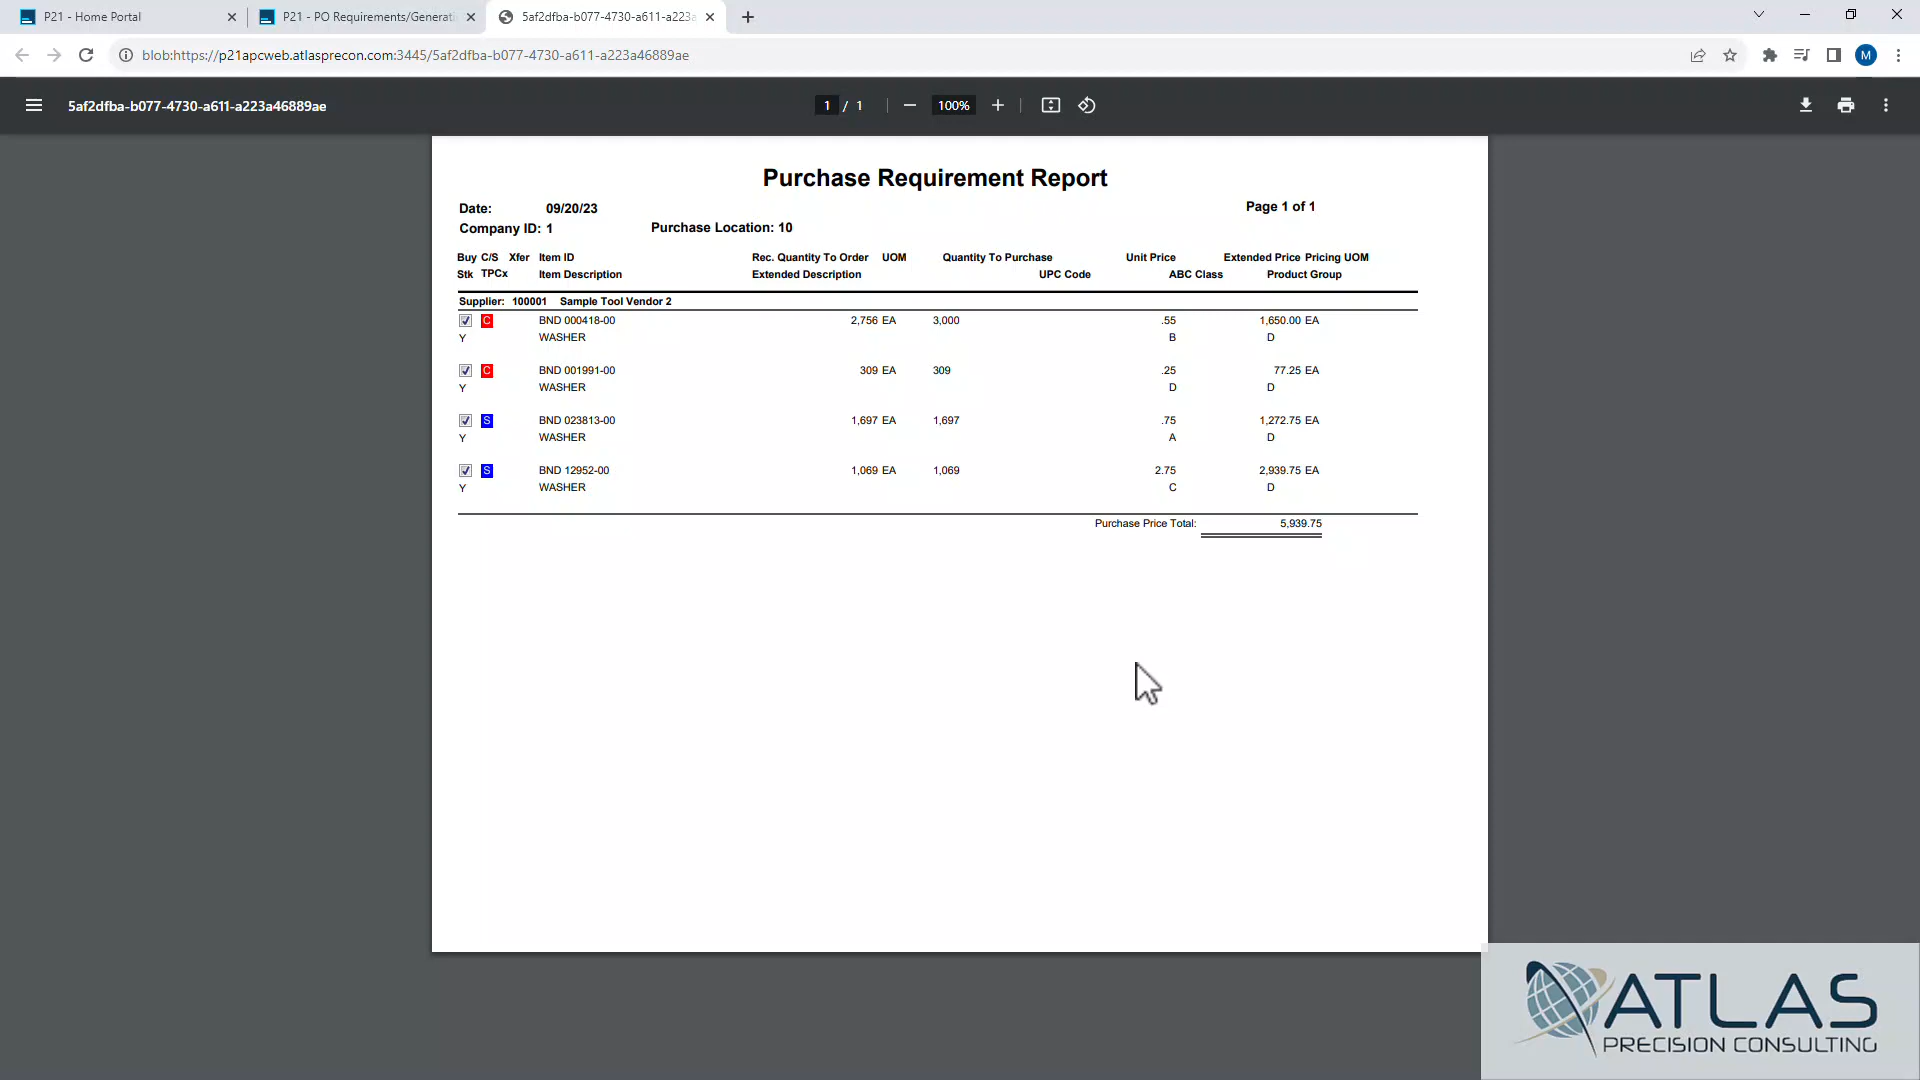 P21 - Home Portal
P21 - PO Requirements/Generati
5af2dfba-b077-4730-a611-a223a
blob:https://p21apcweb.atlasprecon.com:3445/5af2dfba-b077-4730-a611-a223a46889ae
M
5af2dfba-b077-4730-a611-a223a46889ae
1 / 1
100%
Purchase Requirement Report
Date: 09/20/23
Page 1 of 1
Company ID: 1 Purchase Location: 10
Buy C/S Xfer Item ID Rec. Quantity To Order UOM Quantity To Purchase Unit Price Extended Price Pricing UOM
Stk TPCx Item Description Extended Description UPC Code ABC Class Product Group
Supplier: 100001 Sample Tool Vendor 2
C BND 000418-00 2,756 EA 3,000 .55 1,650.00 EA
Y WASHER B D
C BND 001991-00 309 EA 309 .25 77.25 EA
Y WASHER D D
S BND 023813-00 1,697 EA 1,697 .75 1,272.75 EA
Y WASHER A D
S BND 12952-00 1,069 EA 1,069 2.75 2,939.75 EA
Y WASHER C D
Purchase Price Total: 5,939.75
ATLAS
PRECISION CONSULTING